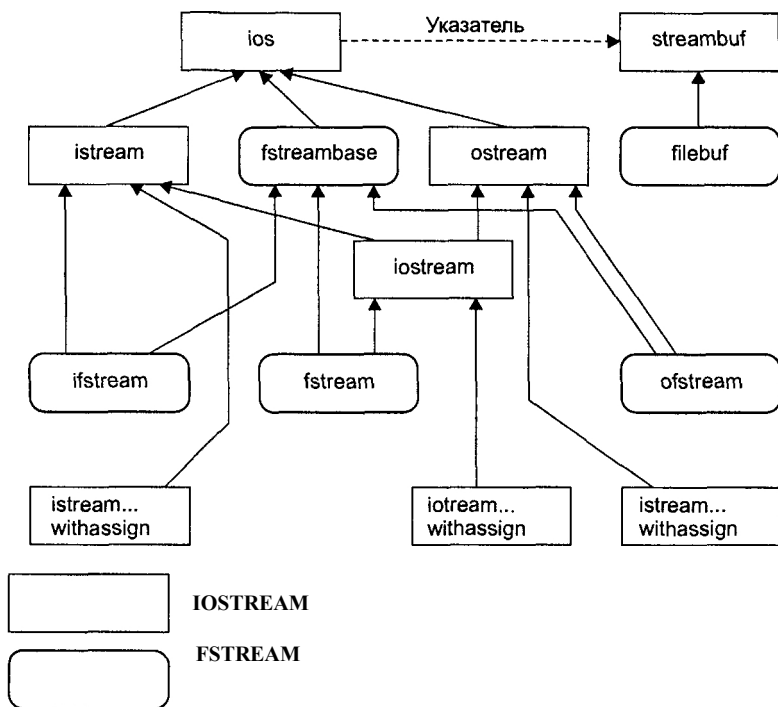 ios
Указатель
streambuf
istream
fstreambase
ostream
filebuf
iostream
ifstream
fstream
ofstream
istream...
withassign
iotream...
withassign
istream...
withassign
IOSTREAM
FSTREAM